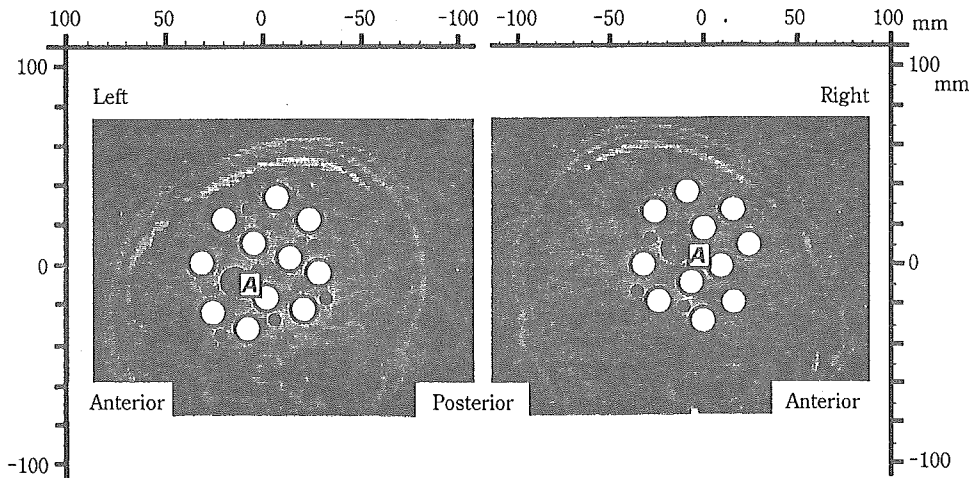 100 50 0 -50 -100 -100 -50 0 50 100 mm
100 100
mm
Left Right
A A
0 0
Anterior Posterior Anterior
-100 -100